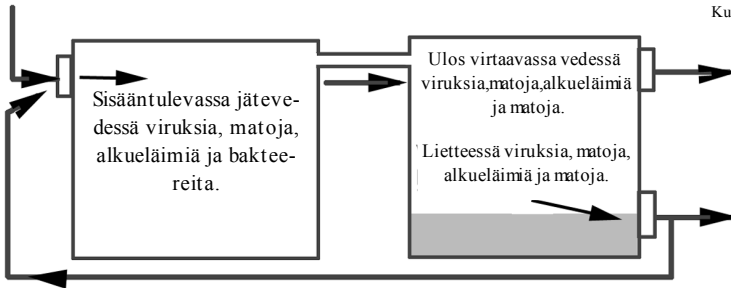 Ku
Sisääntulevassa jäteve-
dessä viruksia, matoja,
alkueläimiä ja baktee-
reita.
Ulos virtaavassa vedessä
viruksia,matoja,alkueläimiä
ja matoja.
Lietteessä viruksia, matoja,
alkueläimiä ja matoja.